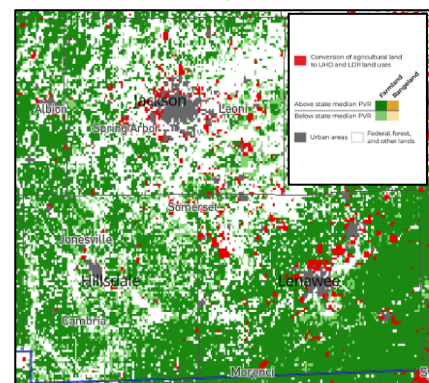 Conversion of agricultural land
to UHD and LDR land uses
Farmland
Rangeland
Above state median PVR
Below state median PVR
Urban areas
Federal, forest,
and other lands
Albion
Jackson
Leoni
Spring Arbor
Somerset
Jonesville
Hillsdale
Lenawee
Cambria
Morenci
S